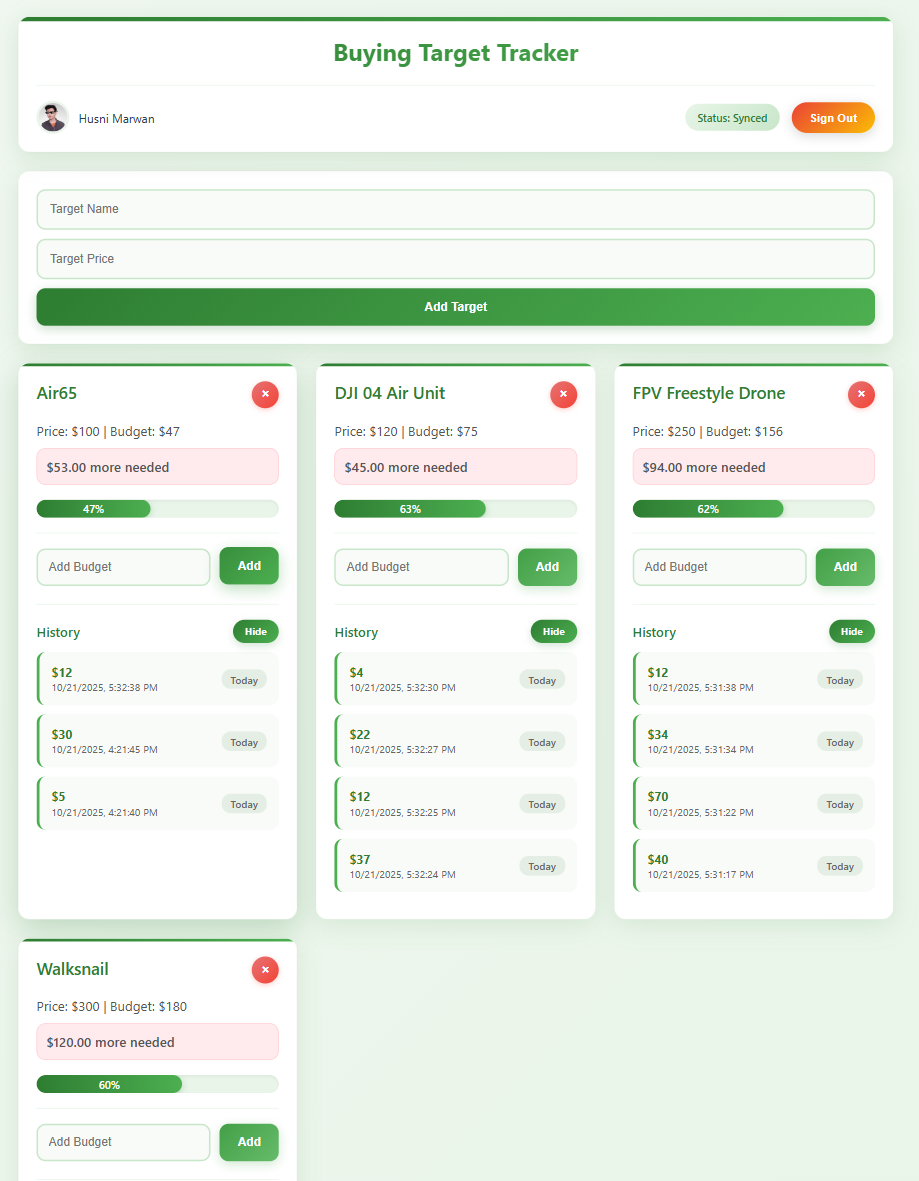 Buying Target Tracker
Husni Marwan
Status: Synced
Sign Out
Target Name
Target Price
Add Target
Air65
×
Price: $100 | Budget: $47
$53.00 more needed
47%
Add Budget
Add
History
Hide
$12
10/21/2025, 5:32:38 PM
Today
$30
10/21/2025, 4:21:45 PM
Today
$5
10/21/2025, 4:21:40 PM
Today
DJI 04 Air Unit
×
Price: $120 | Budget: $75
$45.00 more needed
63%
Add Budget
Add
History
Hide
$4
10/21/2025, 5:32:30 PM
Today
$22
10/21/2025, 5:32:27 PM
Today
$12
10/21/2025, 5:32:25 PM
Today
$37
10/21/2025, 5:32:24 PM
Today
FPV Freestyle Drone
×
Price: $250 | Budget: $156
$94.00 more needed
62%
Add Budget
Add
History
Hide
$12
10/21/2025, 5:31:38 PM
Today
$34
10/21/2025, 5:31:34 PM
Today
$70
10/21/2025, 5:31:22 PM
Today
$40
10/21/2025, 5:31:17 PM
Today
Walksnail
×
Price: $300 | Budget: $180
$120.00 more needed
60%
Add Budget
Add